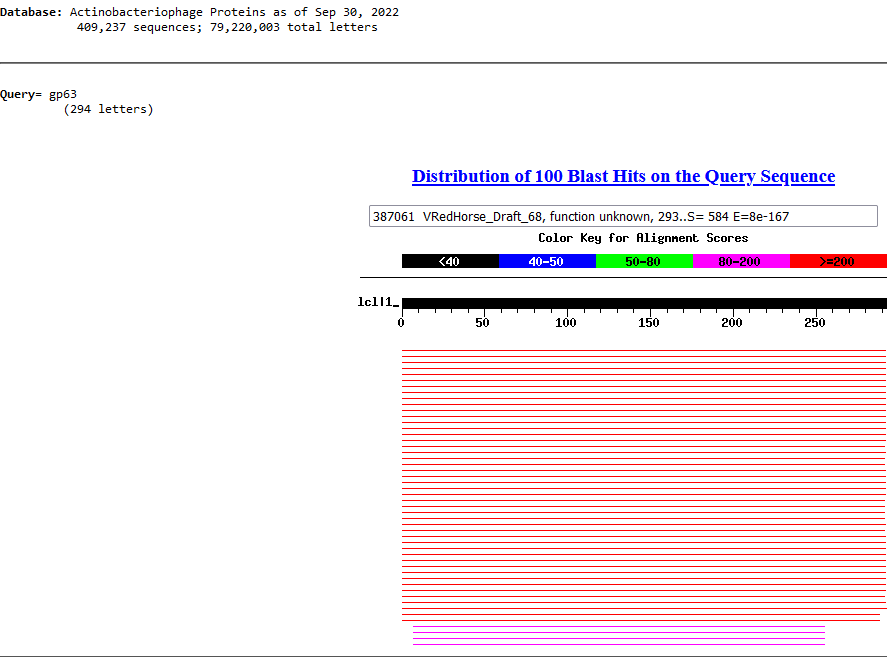 Database: Actinobacteriophage Proteins as of Sep 30, 2022
409,237 sequences; 79,220,003 total letters
Query= gp63
(294 letters)
Distribution of 100 Blast Hits on the Query Sequence
387061 VRedHorse_Draft_68, function unknown, 293..S= 584 E=8e-167
Color Key for Alignment Scores
<40 40-50 50-80 80-200 >=200
lcl|1_
0 50 100 150 200 250